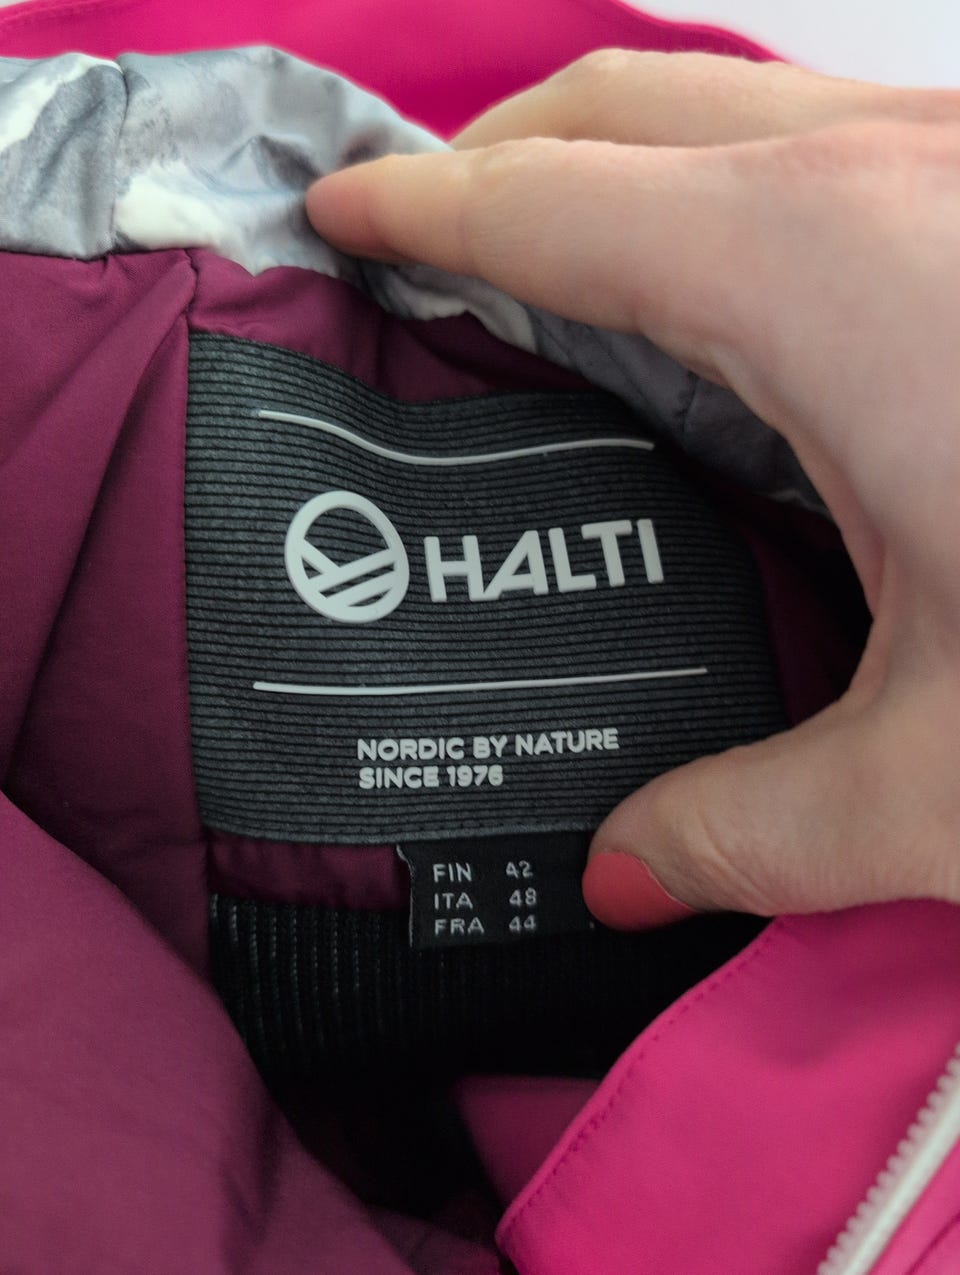 HALTI
NORDIC BY NATURE
SINCE 1976
FIN 42
ITA 48
FRA 44